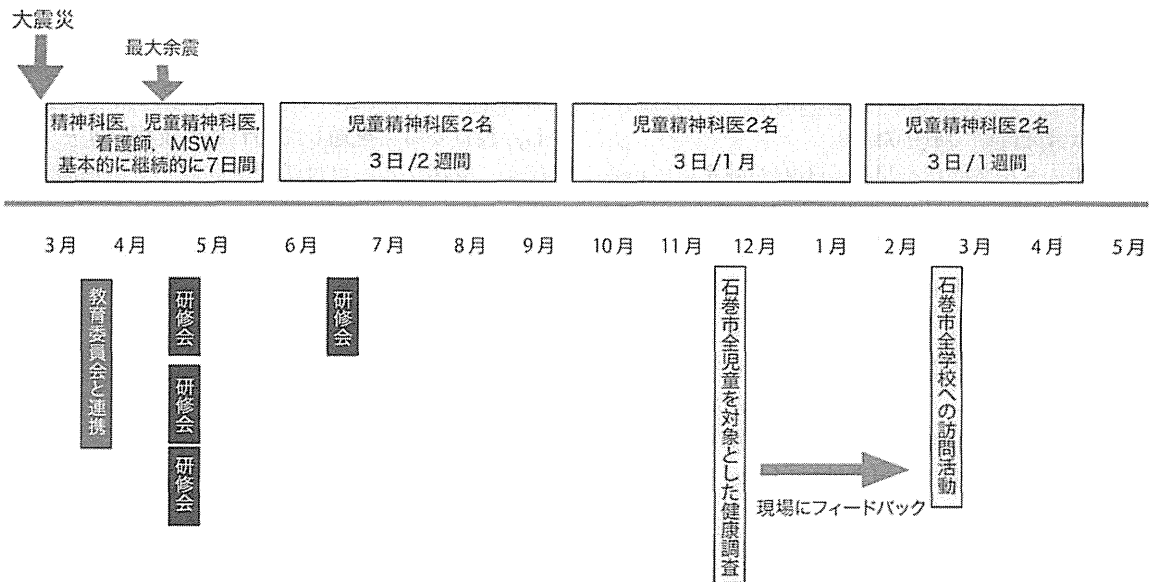 大震災
最大余震
精神科医，児童精神科医，
看護師，MSW
基本的に継続的に7日間
児童精神科医2名
3日/2週間
児童精神科医2名
3日/1月
児童精神科医2名
3日/1週間
3月 4月 5月 6月 7月 8月 9月 10月 11月 12月 1月 2月 3月 4月 5月
教育委員会と連携
研修会
研修会
研修会
研修会
石巻市全児童を対象とした健康調査
現場にフィードバック
石巻市全学校への訪問活動